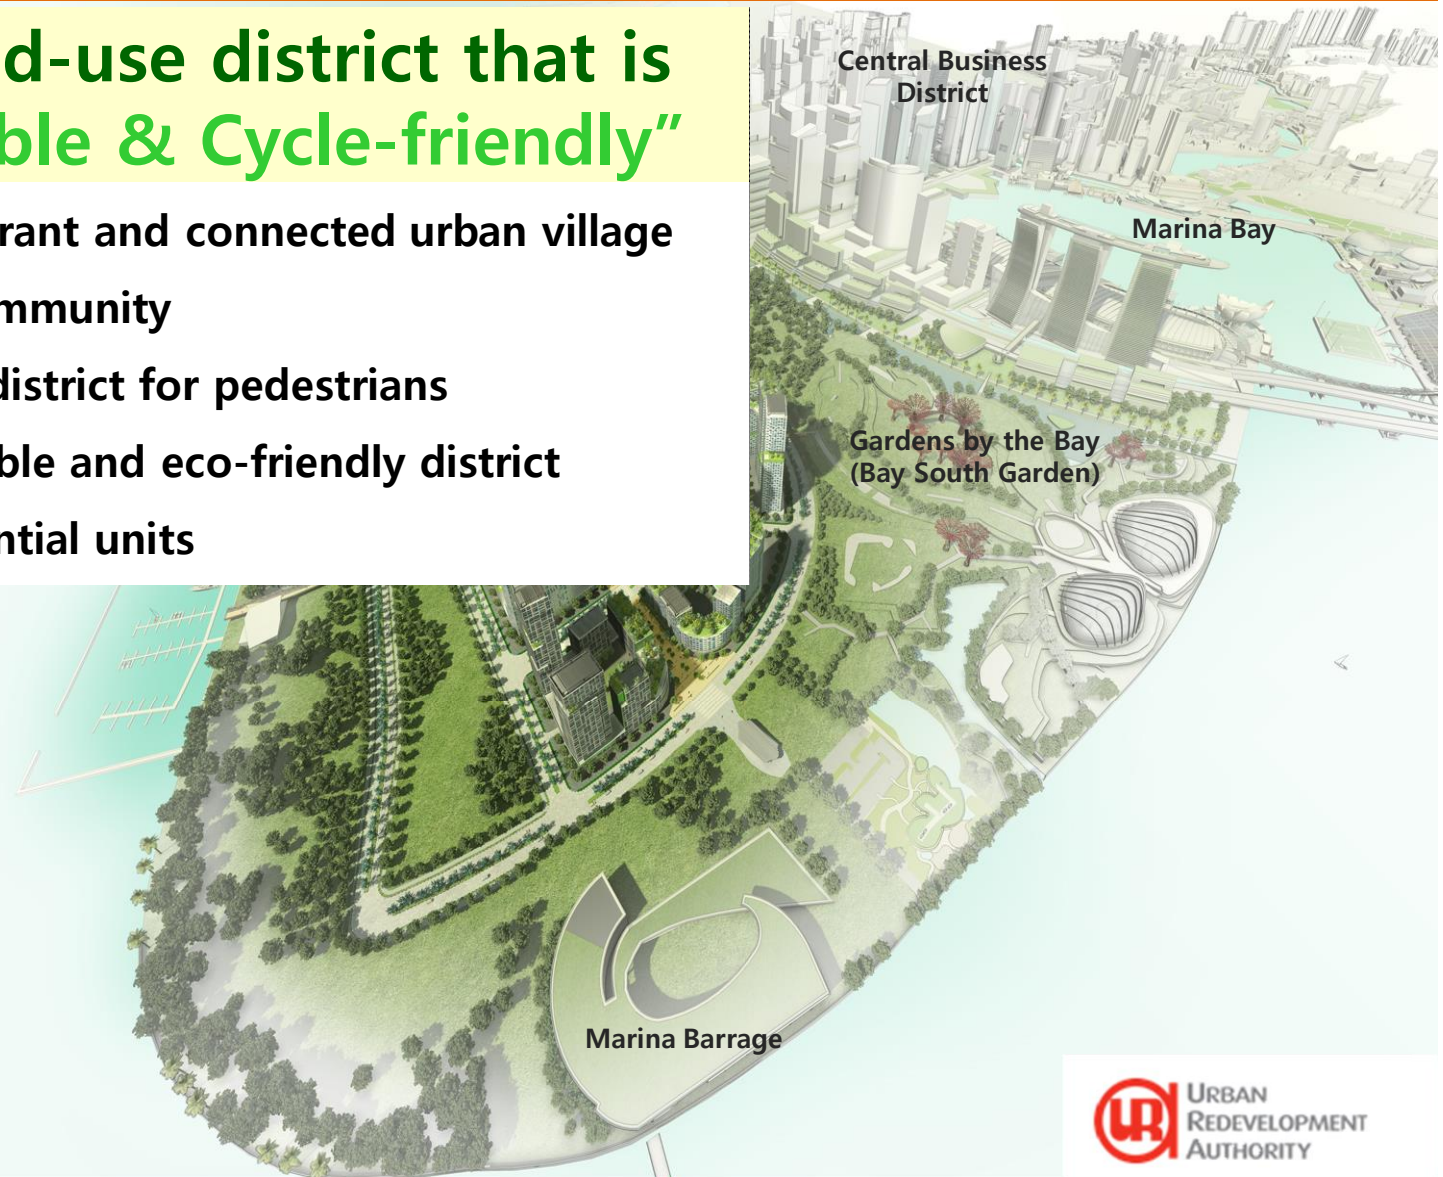 d-use district that is
ble & Cycle-friendly”
rant and connected urban village
mmunity
district for pedestrians
ble and eco-friendly district
ntial units
Central Business
District
Marina Bay
Gardens by the Bay
(Bay South Garden)
Marina Barrage
UR
URBAN
REDEVELOPMENT
AUTHORITY